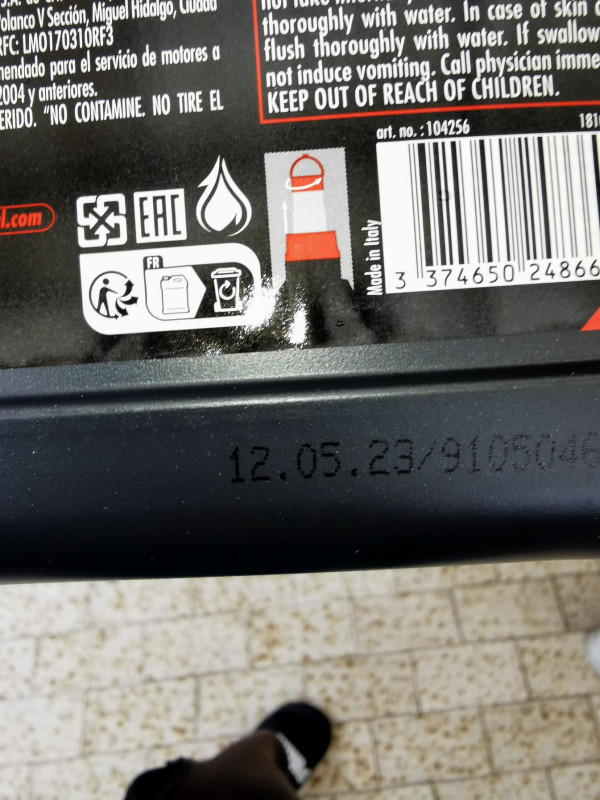 Polanco V Sección, Miguel Hidalgo, Ciudad
RFC: LMO170310RF3
mendado para el servicio de motores a
2004 y anteriores.
ERIDO. "NO CONTAMINE. NO TIRE EL
thoroughly with water. In case of skin
flush thoroughly with water. If swallow
not induce vomiting. Call physician imme
KEEP OUT OF REACH OF CHILDREN.
art. no.: 104256
181
l.com
EAC
FR
Made in Italy
3 374650 24866
12.05.23/9105046